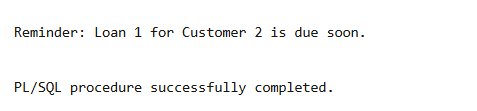 Reminder: Loan 1 for Customer 2 is due soon.
PL/SQL procedure successfully completed.